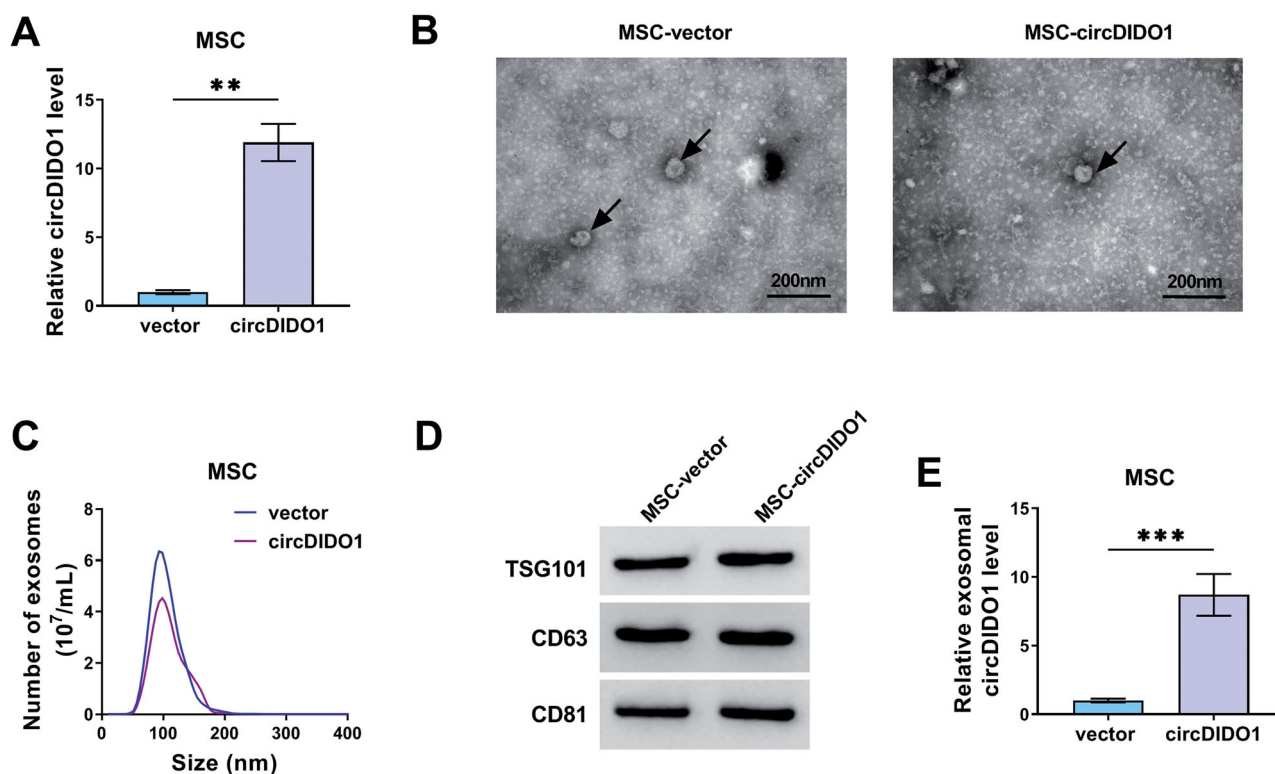 A
MSC
Relative circDIDO1 level
**
15
10
5
0
vector
circDIDO1
B
MSC-vector
MSC-circDIDO1
200nm
200nm
C
MSC
Number of exosomes
(10⁷/mL)
vector
circDIDO1
8
6
4
2
0
0
100
200
300
400
Size (nm)
D
MSC-vector
MSC-circDIDO1
TSG101
CD63
CD81
E
MSC
Relative exosomal
circDIDO1 level
***
15
10
5
0
vector
circDIDO1